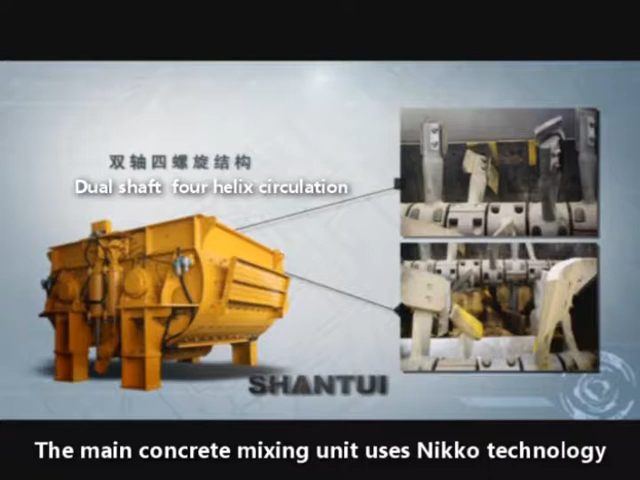 双轴四螺旋结构
Dual shaft four helix circulation
SHANTUI
The main concrete mixing unit uses Nikko technology